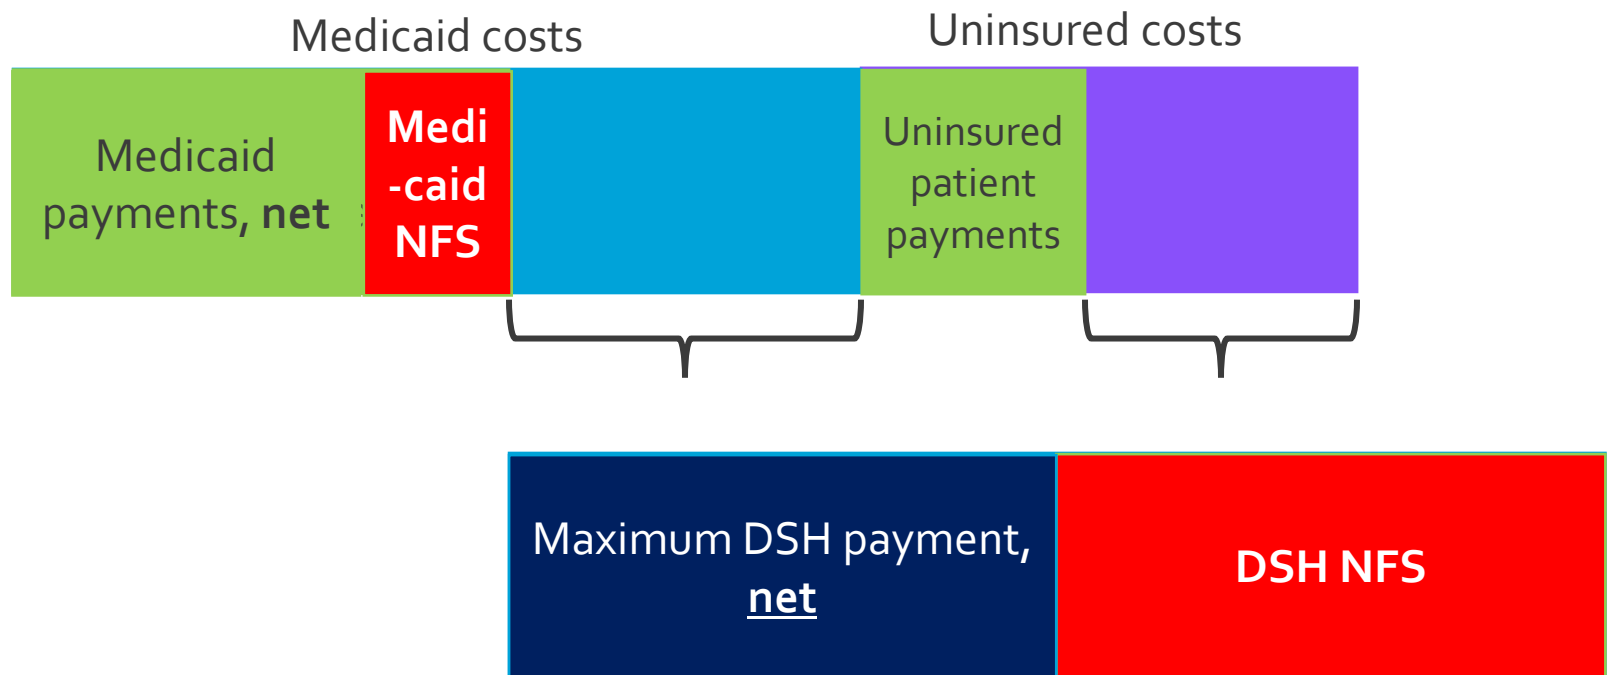 Medicaid costs
Uninsured costs
Medicaid
payments, net
Medi
-caid
NFS
Uninsured
patient
payments
Maximum DSH payment,
net
DSH NFS